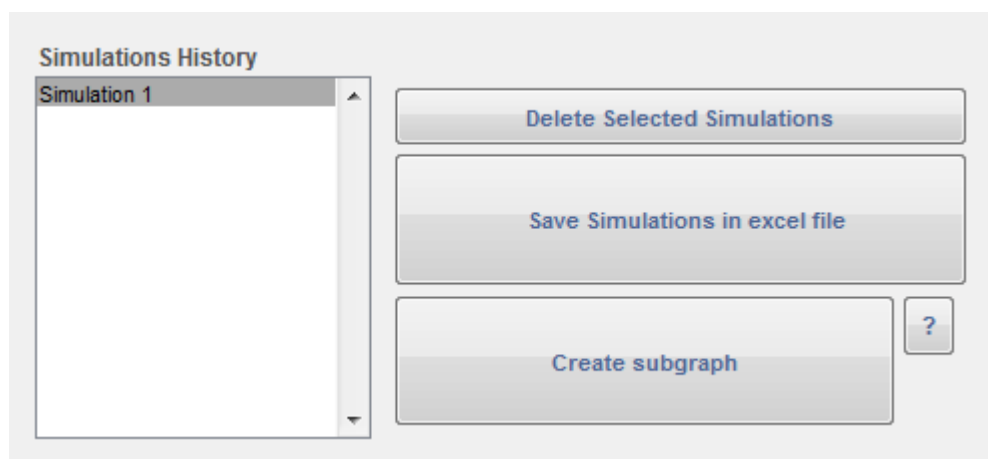 Simulations History
Simulation 1
Delete Selected Simulations
Save Simulations in excel file
Create subgraph
?